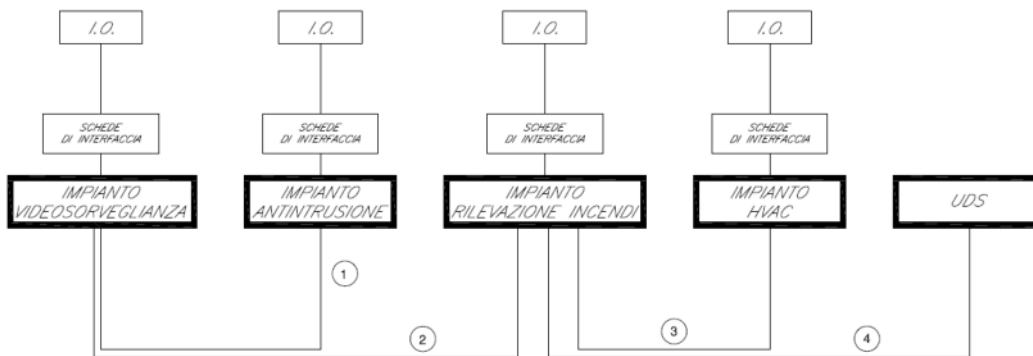 I.O.
I.O.
I.O.
I.O.
SCHEDE
DI INTERFACCIA
SCHEDE
DI INTERFACCIA
SCHEDE
DI INTERFACCIA
SCHEDE
DI INTERFACCIA
IMPIANTO
VIDEOSORVEGLIANZA
IMPIANTO
ANTINTRUSIONE
IMPIANTO
RILEVAZIONE INCENDI
IMPIANTO
HVAC
UDS
1
2
3
4